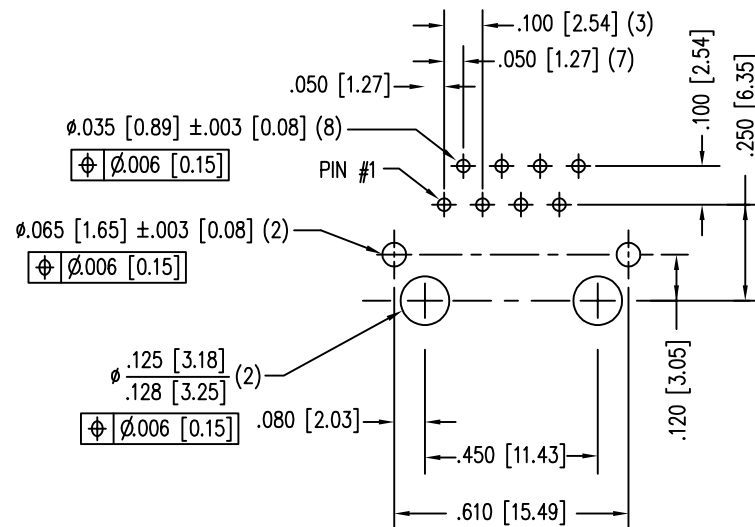 .100 [2.54] (3)
.050 [1.27] (7)
.050 [1.27]
.100 [2.54]
.250 [6.35]
ø.035 [0.89] ±.003 [0.08] (8)
⌖ Ø.006 [0.15]
PIN #1
ø.065 [1.65] ±.003 [0.08] (2)
⌖ Ø.006 [0.15]
ø .125 [3.18]
.128 [3.25] (2)
⌖ Ø.006 [0.15]
.080 [2.03]
.120 [3.05]
.450 [11.43]
.610 [15.49]